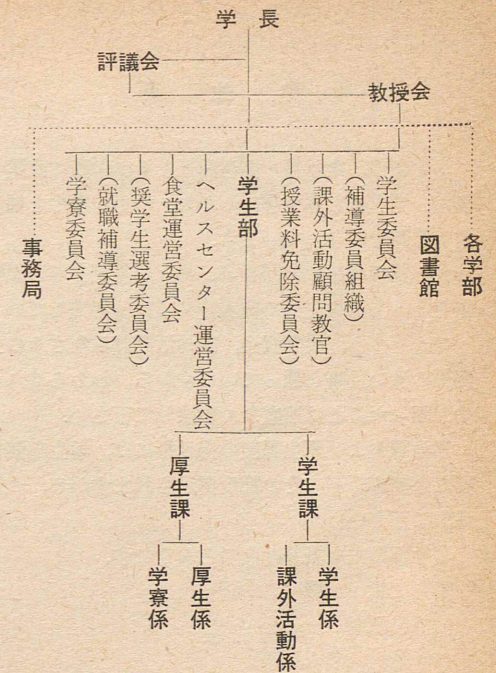 学長
評議会
教授会
各学部
図書館
学生委員会
(補導委員組織)
(課外活動顧問教官)
(授業料免除委員会)
学生部
ヘルスセンター運営委員会
食堂運営委員会
(奨学生選考委員会)
(就職補導委員会)
学寮委員会
事務局
学生課
厚生課
学生係
課外活動係
厚生係
学寮係